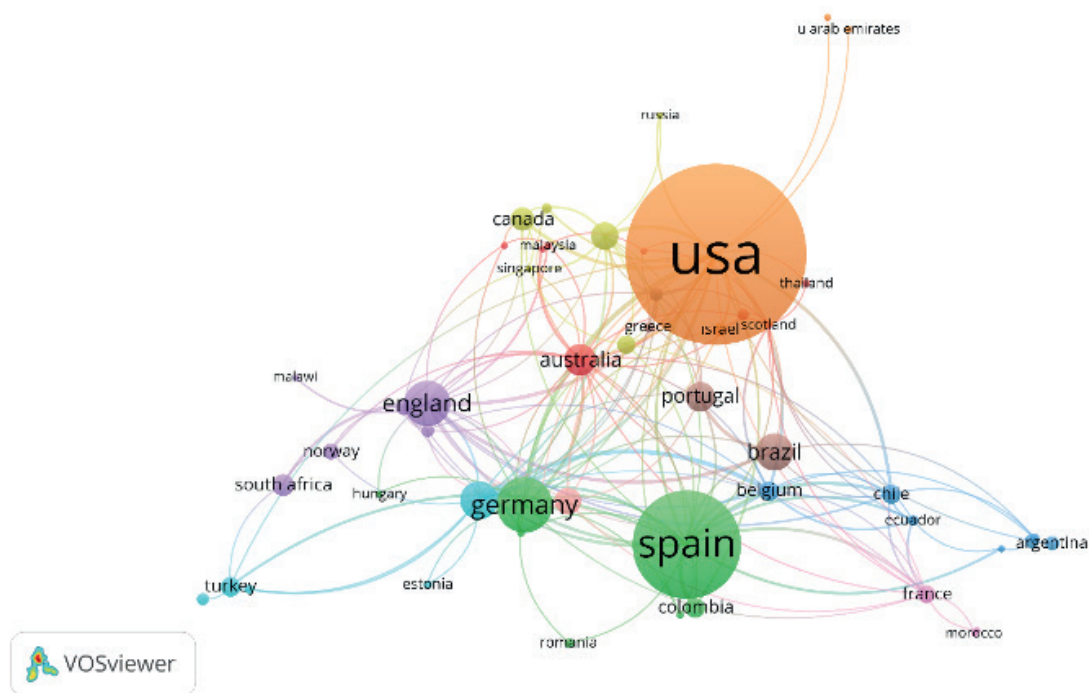 u arab emirates
russia
canada
malaysia
singapore
usa
thailand
greece
israel
scotland
australia
malawi
england
portugal
norway
brazil
south africa
hungary
germany
belgium
chile
ecuador
spain
argentina
turkey
estonia
colombia
france
romania
morocco
VOSviewer